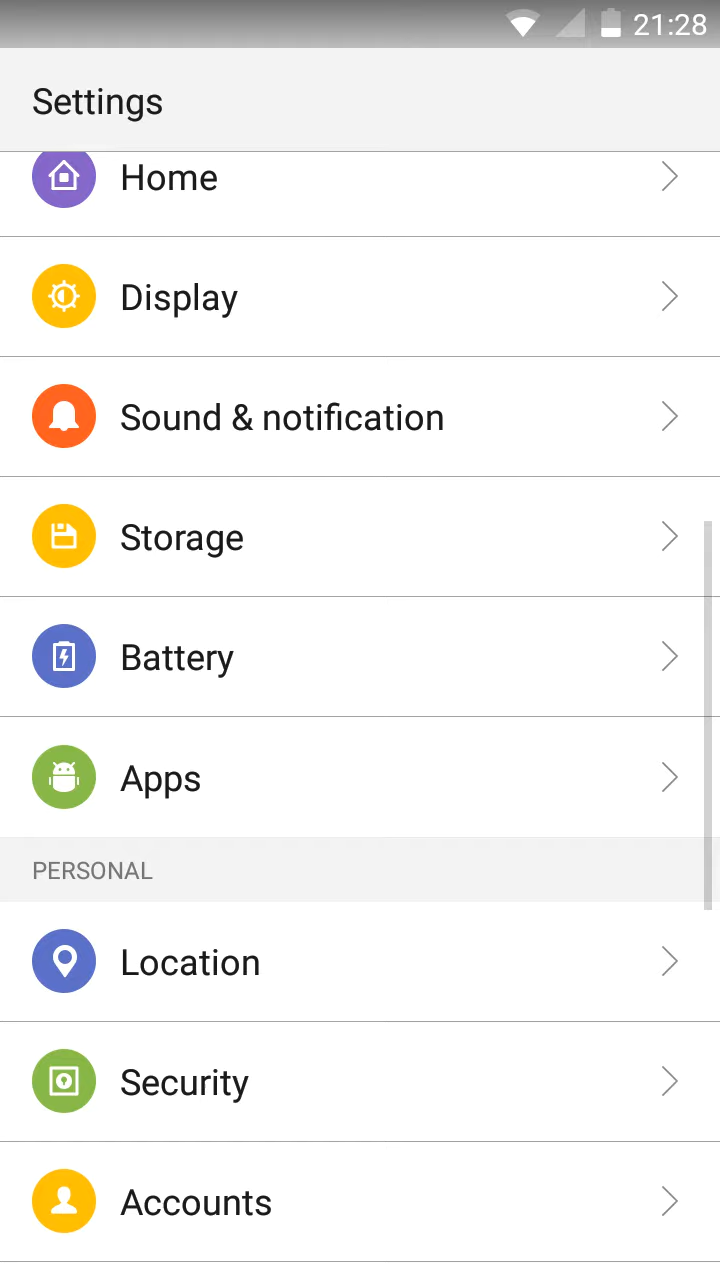 21:28
Settings
Home
Display
Sound & notification
Storage
Battery
Apps
PERSONAL
Location
Security
Accounts